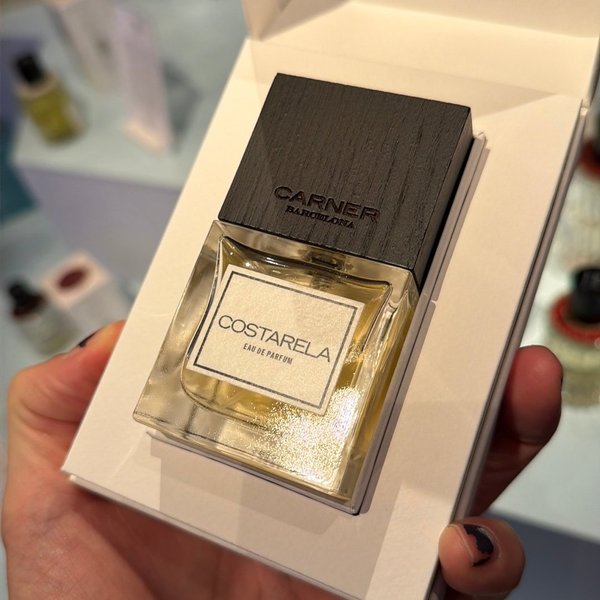 CARNER
BARCELONA
COSTARELA
EAU DE PARFUM